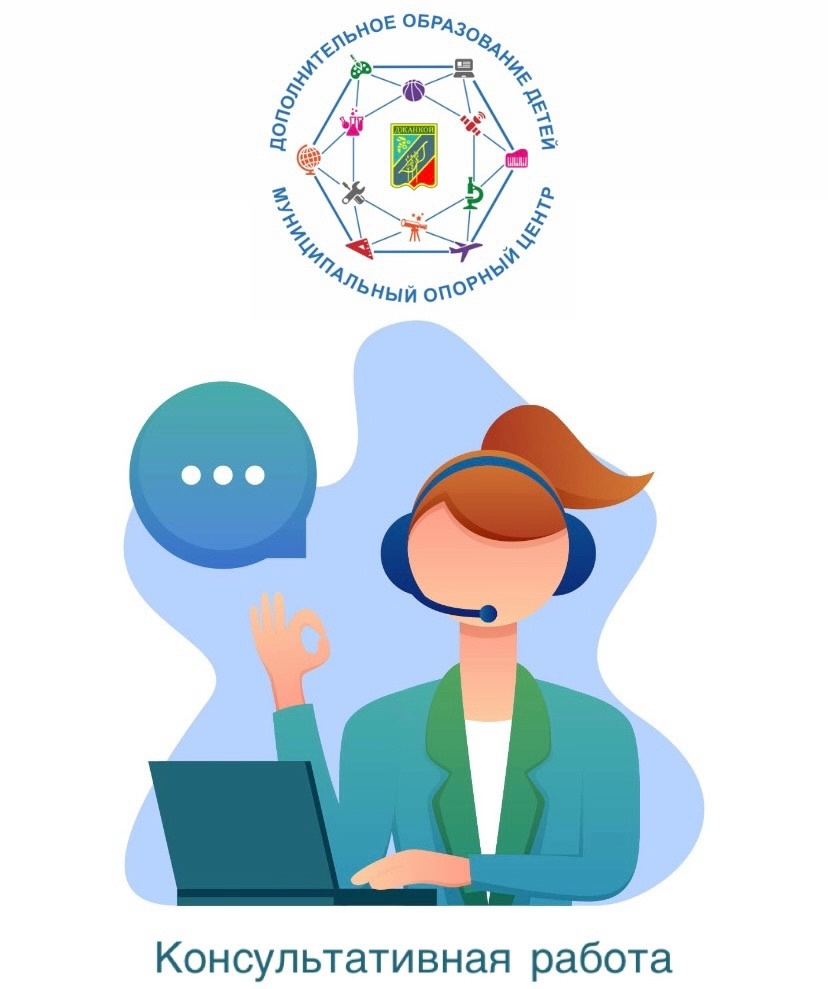 ДОПОЛНИТЕЛЬНОЕ ОБРАЗОВАНИЕ ДЕТЕЙ
ДЖАНКОЙ
МУНИЦИПАЛЬНЫЙ ОПОРНЫЙ ЦЕНТР
Консультативная работа